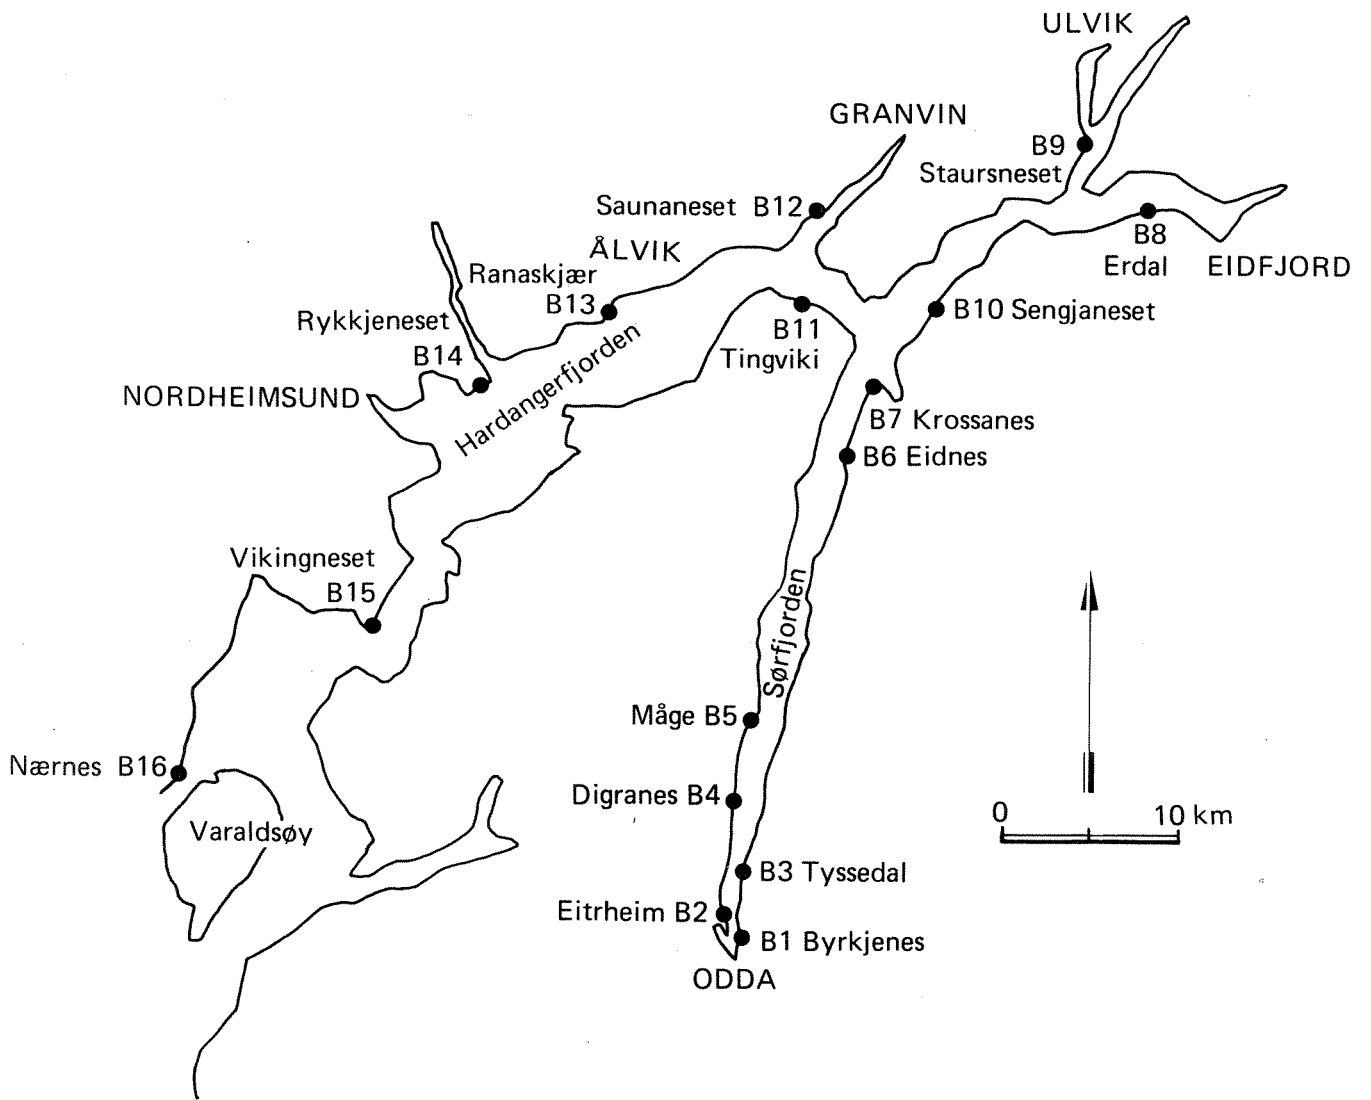 ULVIK
GRANVIN
B9
Staursneset
Saunaneset B12
B8
Erdal
EIDFJORD
ÅLVIK
Ranaskjær
B13
Rykkjeneset
B14
B10 Sengjaneset
B11
Tingviki
NORDHEIMSUND
Hardangerfjorden
B7 Krossanes
B6 Eidnes
Vikingneset
B15
Sørfjorden
Måge B5
Nærnes B16
Digranes B4
0 10 km
Varaldsøy
B3 Tyssedal
Eitrheim B2
B1 Byrkjenes
ODDA